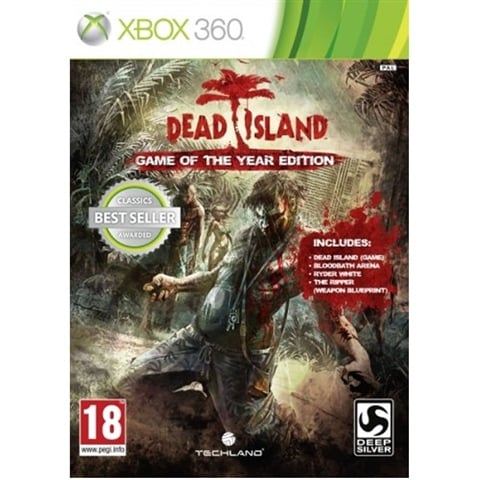 XBOX 360
PAL
DEAD ISLAND
GAME OF THE YEAR EDITION
CLASSICS
BEST SELLER
AWARDED
INCLUDES:
• DEAD ISLAND (GAME)
• BLOODBATH ARENA
• RYDER WHITE
• THE RIPPER
(WEAPON BLUEPRINT)
18
www.pegi.info
TECHLAND
DEEP
SILVER